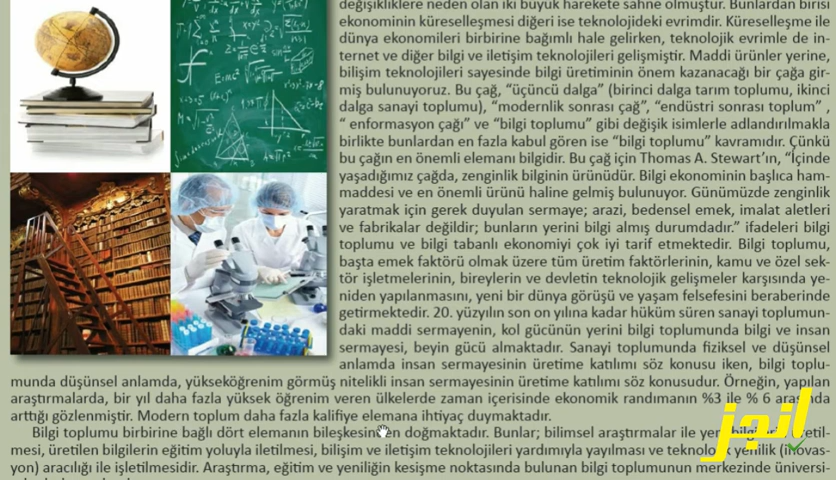 değişikliklere neden olan iki büyük harekete sahne olmuştur. Bunlardan birisi
ekonominin küreselleşmesi diğeri ise teknolojideki evrimdir. Küreselleşme ile
dünya ekonomileri birbirine bağımlı hale gelirken, teknolojik evrimle de in-
ternet ve diğer bilgi ve iletişim teknolojileri gelişmiştir. Maddi ürünler yerine,
bilişim teknolojileri sayesinde bilgi üretiminin önem kazanacağı bir çağa gir-
miş bulunuyoruz. Bu çağ, “üçüncü dalga” (birinci dalga tarım toplumu, ikinci
dalga sanayi toplumu), “modernlik sonrası çağ”, “endüstri sonrası toplum” ,
“ enformasyon çağı” ve “bilgi toplumu” gibi değişik isimlerle adlandırılmakla
birlikte bunlardan en fazla kabul gören ise “bilgi toplumu” kavramıdır. Çünkü
bu çağın en önemli elemanı bilgidir. Bu çağ için Thomas A. Stewart’ın, “İçinde
yaşadığımız çağda, zenginlik bilginin ürünüdür. Bilgi ekonominin başlıca ham-
maddesi ve en önemli ürünü haline gelmiş bulunuyor. Günümüzde zenginlik
yaratmak için gerek duyulan sermaye; arazi, bedensel emek, imalat aletleri
ve fabrikalar değildir; bunların yerini bilgi almış durumdadır.” ifadeleri bilgi
toplumu ve bilgi tabanlı ekonomiyi çok iyi tarif etmektedir. Bilgi toplumu,
başta emek faktörü olmak üzere tüm üretim faktörlerinin, kamu ve özel sek-
tör işletmelerinin, bireylerin ve devletin teknolojik gelişmeler karşısında ye-
niden yapılanmasını, yeni bir dünya görüşü ve yaşam felsefesini beraberinde
getirmektedir. 20. yüzyılın son on yılına kadar hüküm süren sanayi toplumun-
daki maddi sermayenin, kol gücünün yerini bilgi toplumunda bilgi ve insan
sermayesi, beyin gücü almaktadır. Sanayi toplumunda fiziksel ve düşünsel
anlamda insan sermayesinin üretime katılımı söz konusu iken, bilgi toplu-
munda düşünsel anlamda, yükseköğrenim görmüş nitelikli insan sermayesinin üretime katılımı söz konusudur. Örneğin, yapılan
araştırmalarda, bir yıl daha fazla yüksek öğrenim veren ülkelerde zaman içerisinde ekonomik randımanın %3 ile % 6 arasında
arttığı gözlenmiştir. Modern toplum daha fazla kalifiye elemana ihtiyaç duymaktadır.
Bilgi toplumu birbirine bağlı dört elemanın bileşkesinden doğmaktadır. Bunlar; bilimsel araştırmalar ile yeni bilgilerin üretil-
mesi, üretilen bilgilerin eğitim yoluyla iletilmesi, bilişim ve iletişim teknolojileri yardımıyla yayılması ve teknolojik yenilik (inovas-
yon) aracılığı ile işletilmesidir. Araştırma, eğitim ve yeniliğin kesişme noktasında bulunan bilgi toplumunun merkezinde üniversi-
انجز